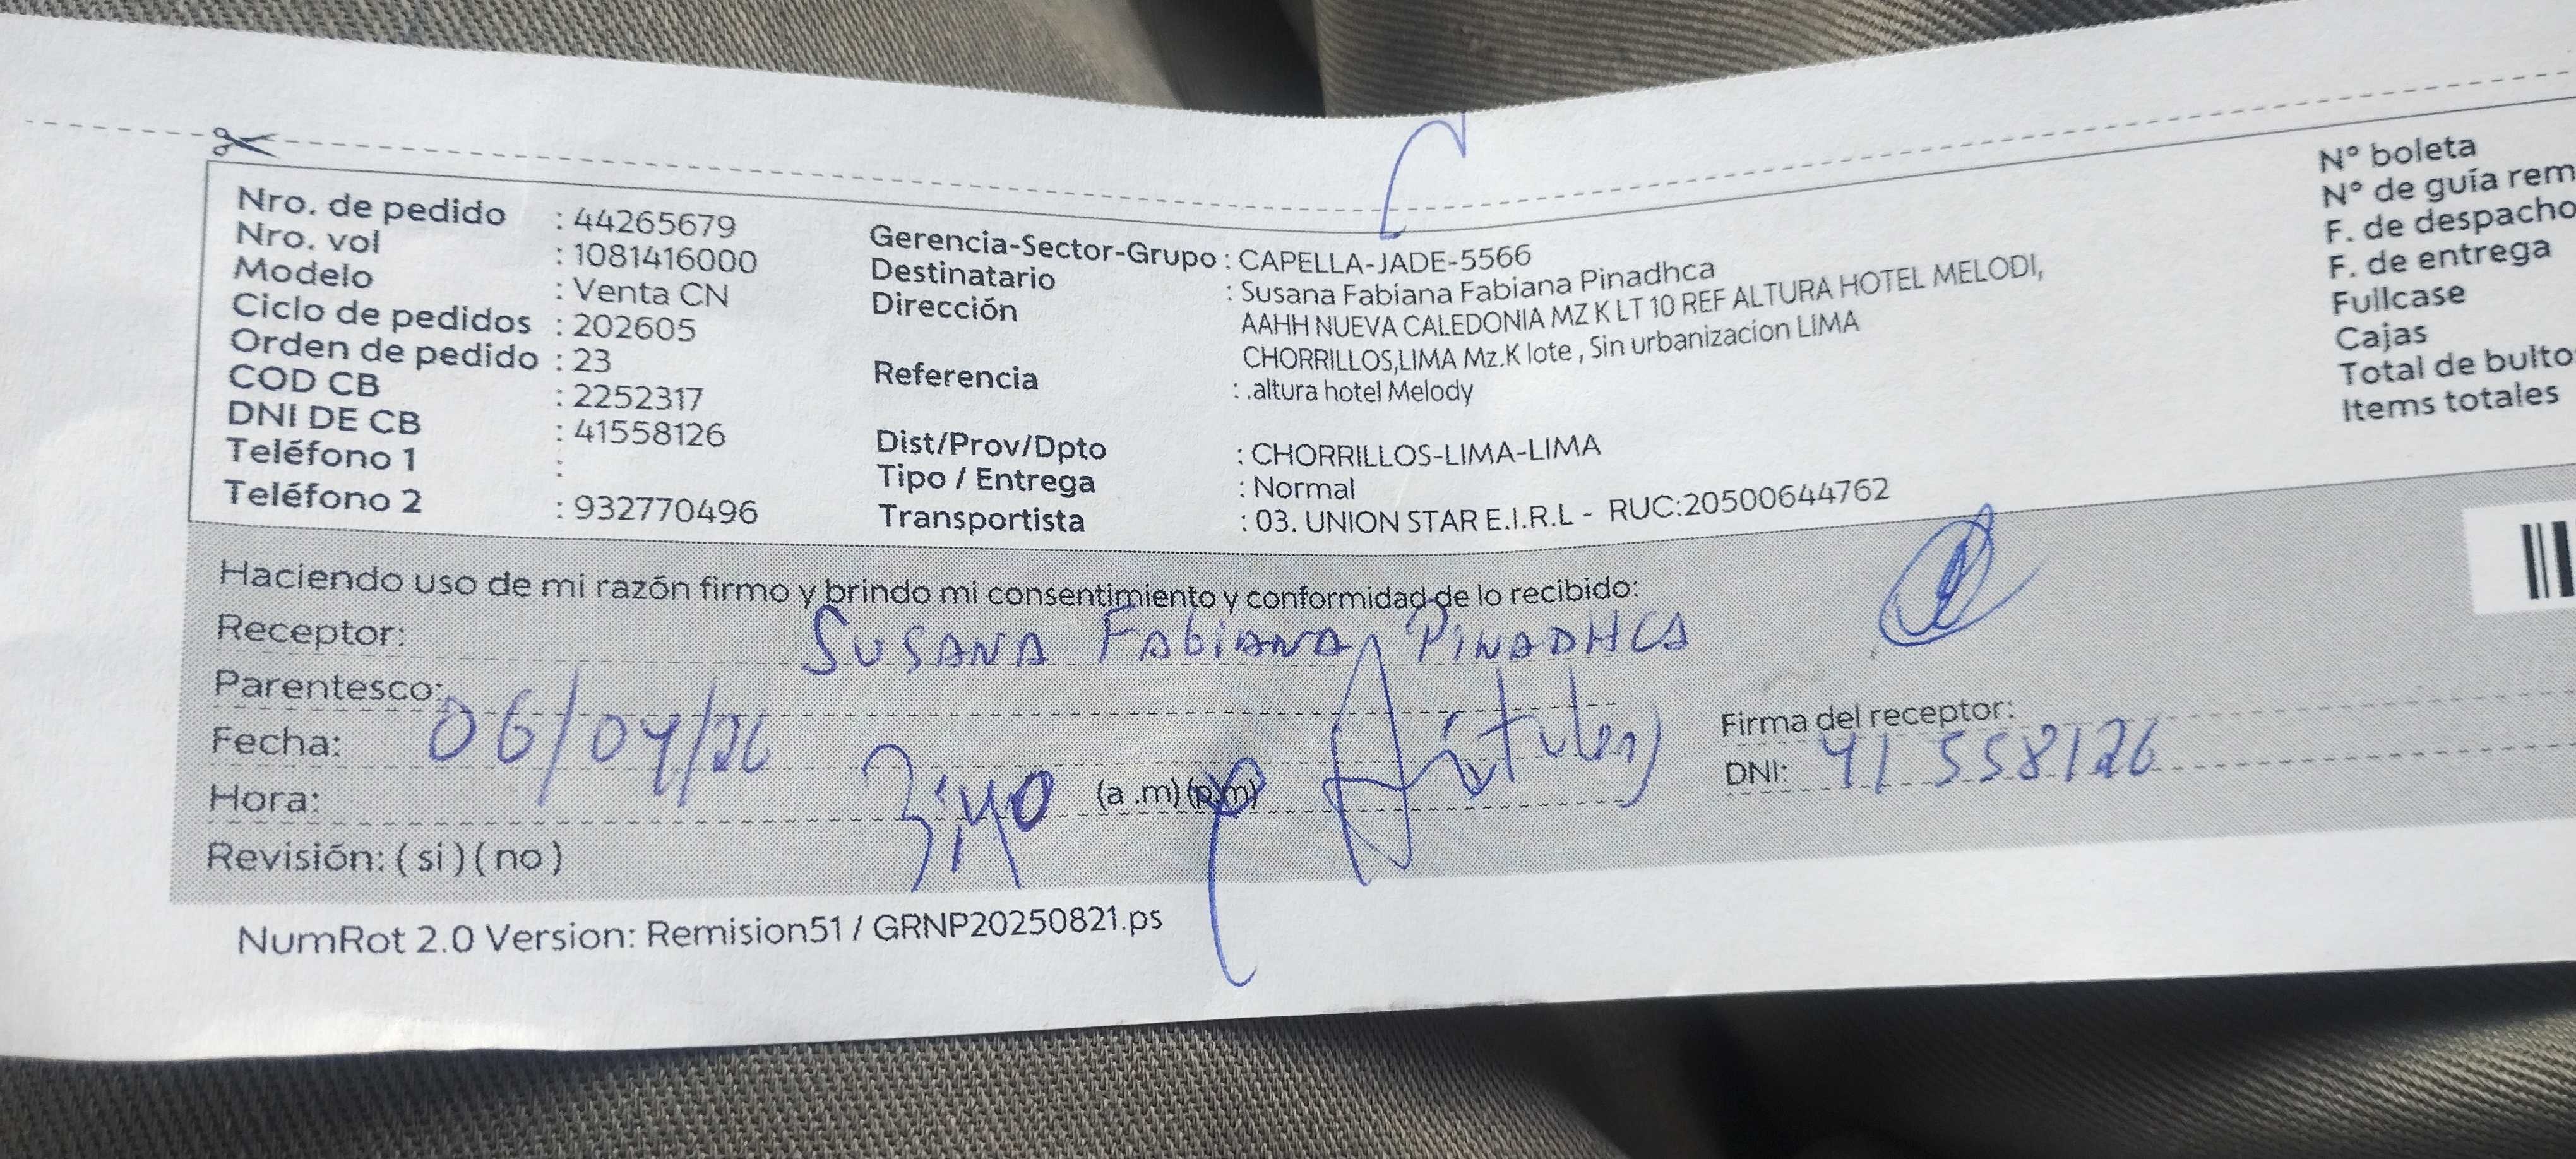 Nro. de pedido : 44265679
Nro. vol : 1081416000
Modelo : Venta CN
Ciclo de pedidos : 202605
Orden de pedido : 23
COD CB : 2252317
DNI DE CB : 41558126
Teléfono 1 :
Teléfono 2 : 932770496
Gerencia-Sector-Grupo : CAPELLA-JADE-5566
Destinatario : Susana Fabiana Fabiana Pinadhca
Dirección AAHH NUEVA CALEDONIA MZ K LT 10 REF ALTURA HOTEL MELODI,
CHORRILLOS,LIMA Mz.K lote , Sin urbanizacion LIMA
Referencia : .altura hotel Melody
Dist/Prov/Dpto : CHORRILLOS-LIMA-LIMA
Tipo / Entrega : Normal
Transportista : 03. UNION STAR E.I.R.L - RUC:20500644762
N° boleta
N° de guía rem
F. de despacho
F. de entrega
Fullcase
Cajas
Total de bulto
Items totales
Haciendo uso de mi razón firmo y brindo mi consentimiento y conformidad de lo recibido:
Receptor: SUSANA FABIANA PINADHCA
Parentesco:
Fecha: 06/04/26
Hora: 3:40 (a .m) (p.m)
Revisión: ( si ) ( no )
Firma del receptor:
DNI: 41558126
NumRot 2.0 Version: Remision51 / GRNP20250821.ps